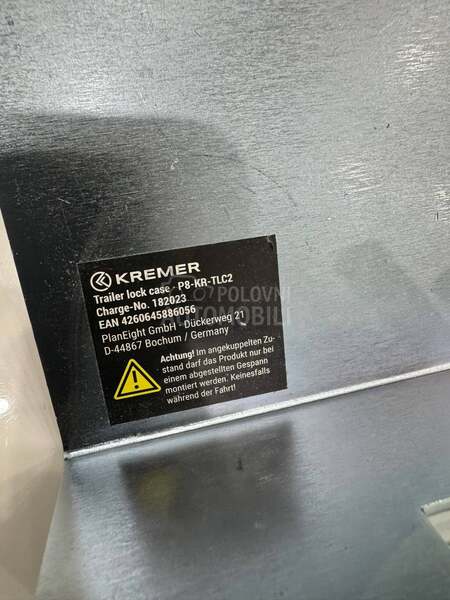 KREMER
Trailer lock case · P8-KR-TLC2
Charge-No. 182023
EAN 4260645886056
PlanEight GmbH · Dückerweg 21
D-44867 Bochum / Germany
Achtung! Im angekuppelten Zu-
stand darf das Produkt nur bei
einem abgestellten Gespann
montiert werden. Keinesfalls
während der Fahrt!
POLOVNI
AUTOMOBILI